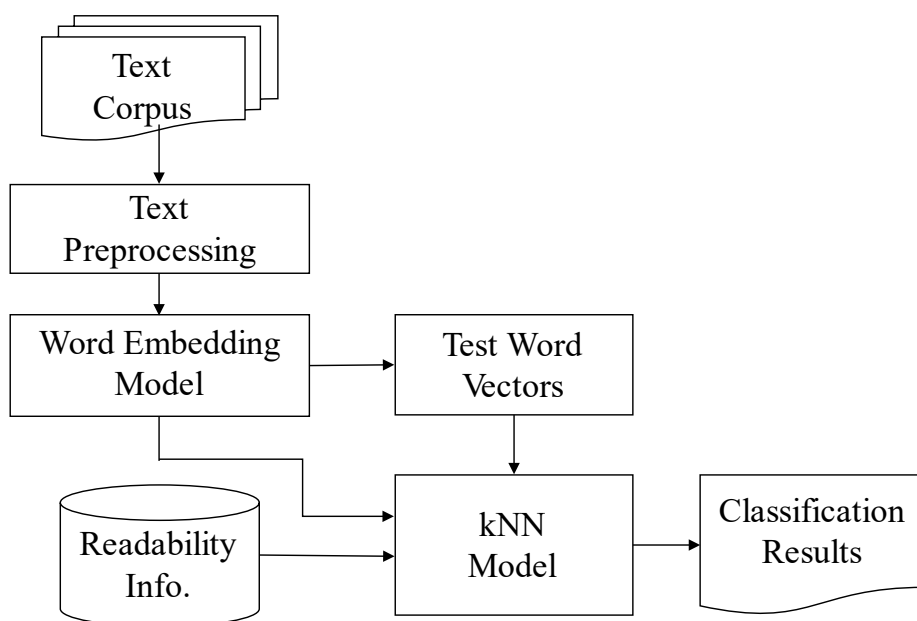 Text
Corpus
Text
Preprocessing
Word Embedding
Model
Test Word
Vectors
Readability
Info.
kNN
Model
Classification
Results